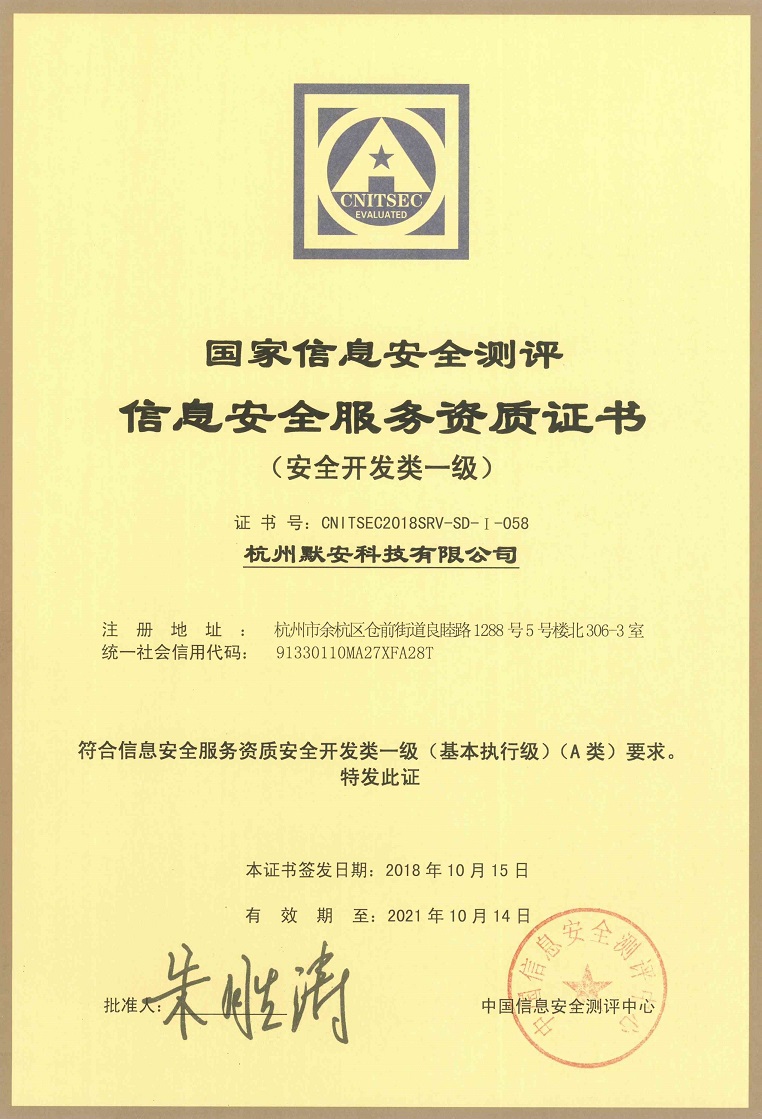 CNITSEC
EVALUATED
国家信息安全测评
信息安全服务资质证书
（安全开发类一级）
证 书 号：CNITSEC2018SRV-SD-Ⅰ-058
杭州默安科技有限公司
注 册 地 址 ： 杭州市余杭区仓前街道良睦路1288号5号楼北306-3室
统一社会信用代码： 91330110MA27XFA28T
符合信息安全服务资质安全开发类一级（基本执行级）（A类）要求。
特发此证
本证书签发日期：2018年10月15日
有 效 期 至：2021年10月14日
批准人：朱胜涛
中国信息安全测评中心
中国信息安全测评中心